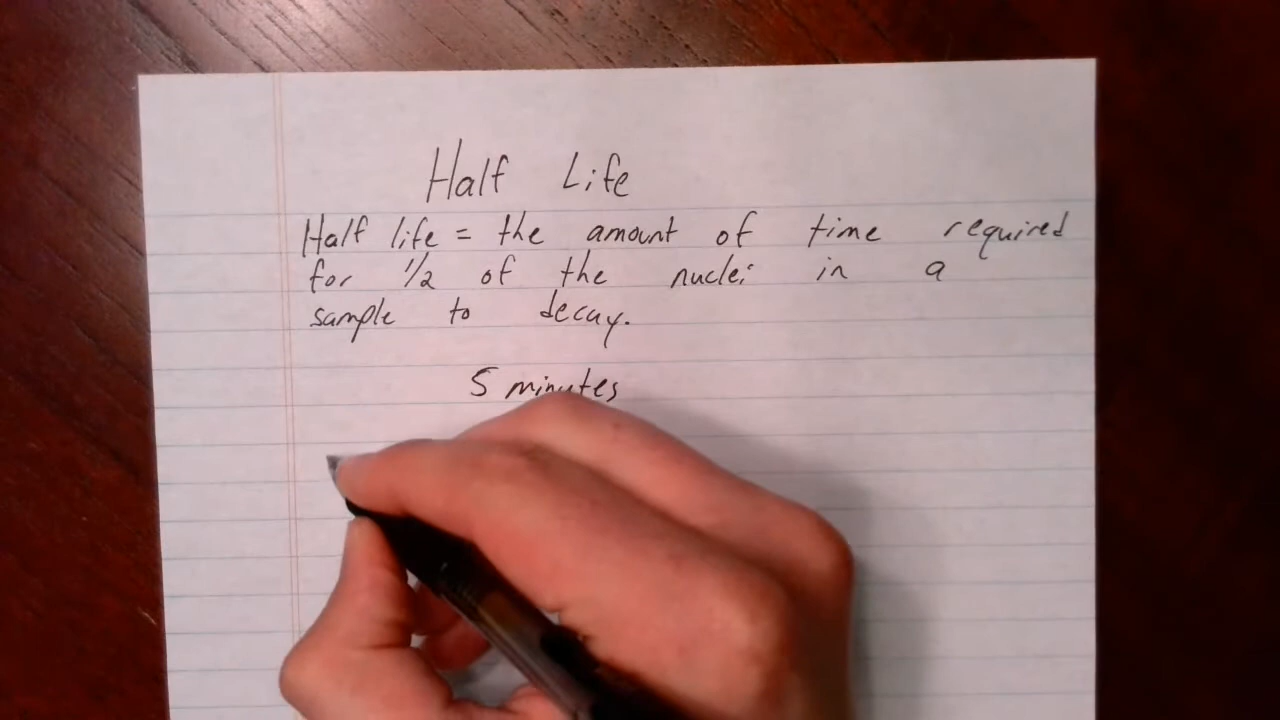 Half Life
Half life = the amount of time required
for 1/2 of the nuclei in a
sample to decay.
5 minutes